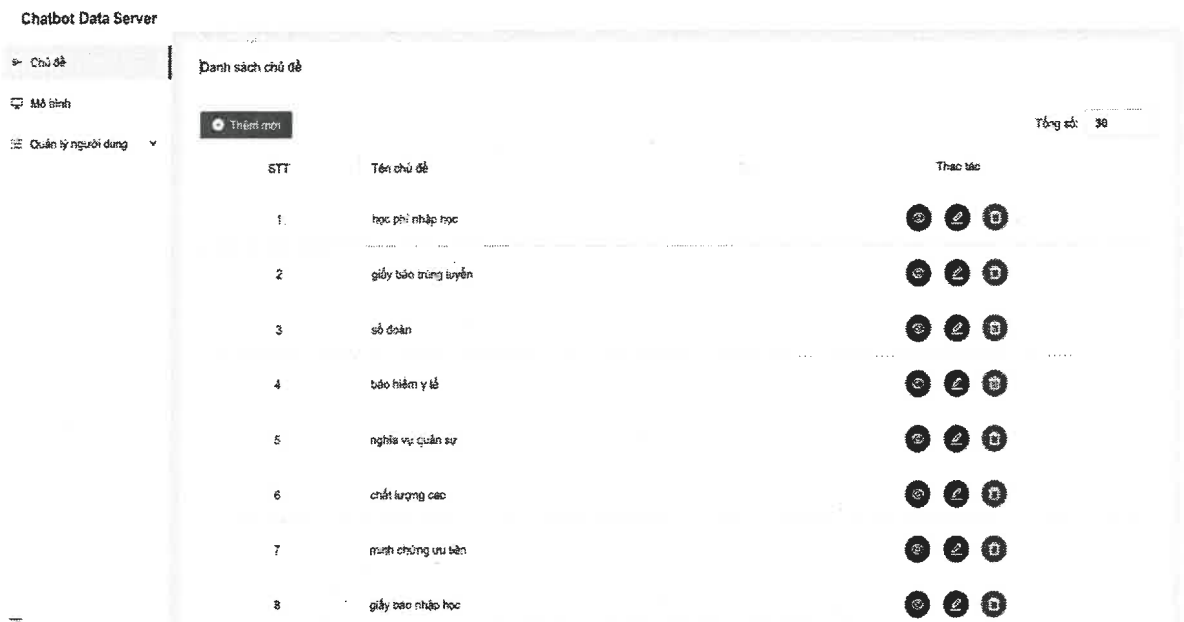 Chatbot Data Server
Chủ đề
Mô hình
Quản lý người dùng
Danh sách chủ đề
Thêm mới
Tổng số: 30
STT Tên chủ đề Thao tác
1 học phí nhập học
2 giấy báo trúng tuyển
3 sổ đoàn
4 bảo hiểm y tế
5 nghĩa vụ quân sự
6 chất lượng cao
7 minh chứng ưu tiên
8 giấy báo nhập học